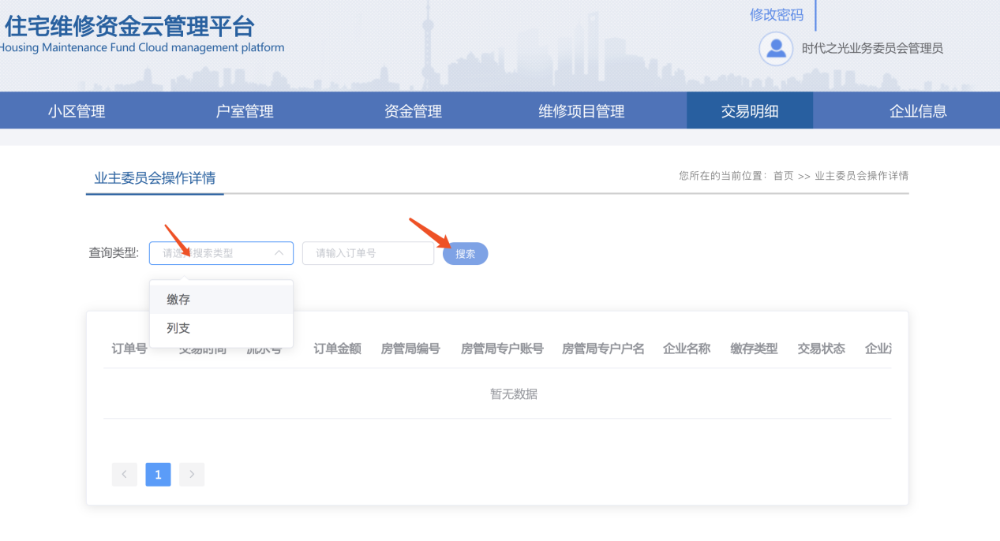 住宅维修资金云管理平台
Housing Maintenance Fund Cloud management platform
修改密码
时代之光业务委员会管理员
小区管理 户室管理 资金管理 维修项目管理 交易明细 企业信息
业主委员会操作详情
您所在的当前位置: 首页 >> 业主委员会操作详情
查询类型: 请选择搜索类型 请输入订单号 搜索
缴存
列支
订单号 交易时间 流水号 订单金额 房管局编号 房管局专户账号 房管局专户户名 企业名称 缴存类型 交易状态 企业
暂无数据
1